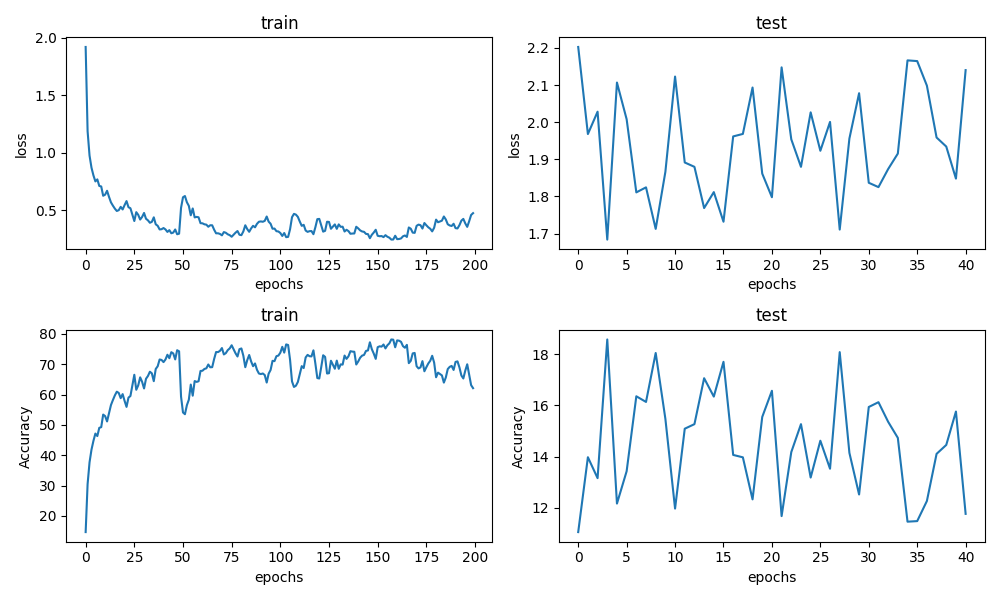 train
loss
2.0
1.5
1.0
0.5
0 25 50 75 100 125 150 175 200
epochs
test
loss
2.2
2.1
2.0
1.9
1.8
1.7
0 5 10 15 20 25 30 35 40
epochs
train
Accuracy
80
70
60
50
40
30
20
0 25 50 75 100 125 150 175 200
epochs
test
Accuracy
18
16
14
12
0 5 10 15 20 25 30 35 40
epochs